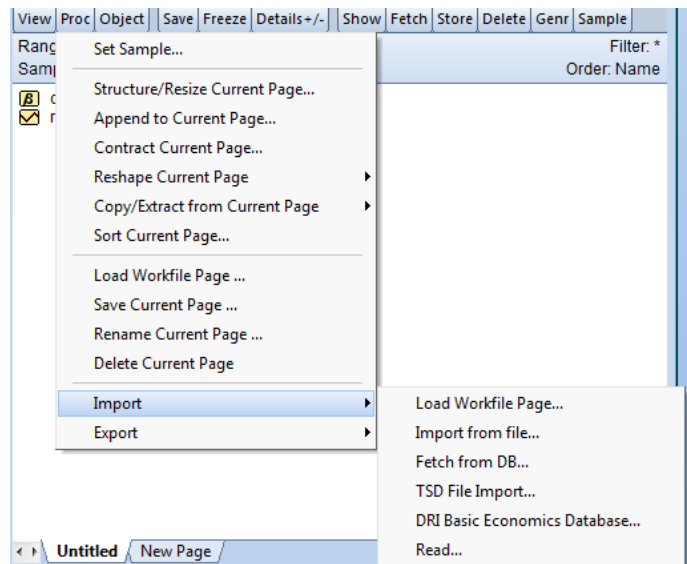 View Proc Object Save Freeze Details+/- Show Fetch Store Delete Genr Sample
Filter: *
Order: Name
Set Sample...
Structure/Resize Current Page...
Append to Current Page...
Contract Current Page...
Reshape Current Page
Copy/Extract from Current Page
Sort Current Page...
Load Workfile Page ...
Save Current Page ...
Rename Current Page ...
Delete Current Page
Import
Export
Load Workfile Page...
Import from file...
Fetch from DB...
TSD File Import...
DRI Basic Economics Database...
Read...
Untitled New Page